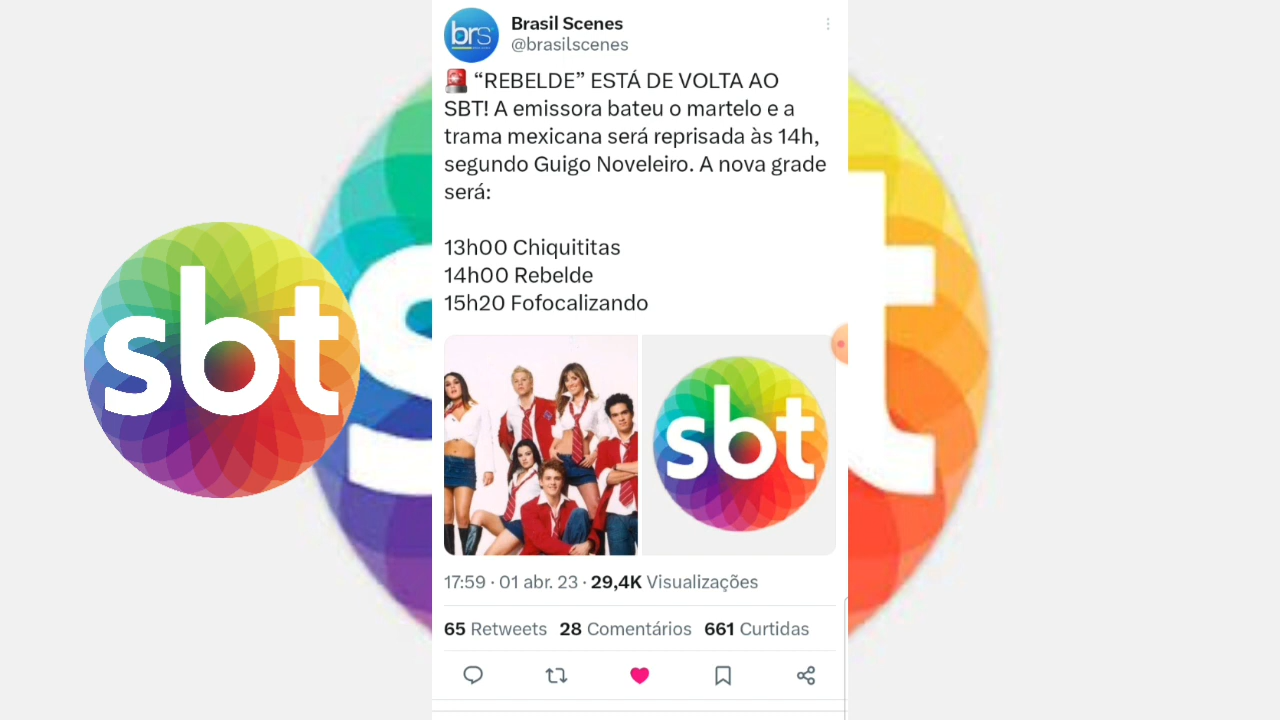 brs
Brasil Scenes
@brasilscenes
🚨 “REBELDE” ESTÁ DE VOLTA AO
SBT! A emissora bateu o martelo e a
trama mexicana será reprisada às 14h,
segundo Guigo Noveleiro. A nova grade
será:
13h00 Chiquititas
14h00 Rebelde
15h20 Fofocalizando
sbt
sbt
s
t
17:59 · 01 abr. 23 · 29,4K Visualizações
65 Retweets 28 Comentários 661 Curtidas